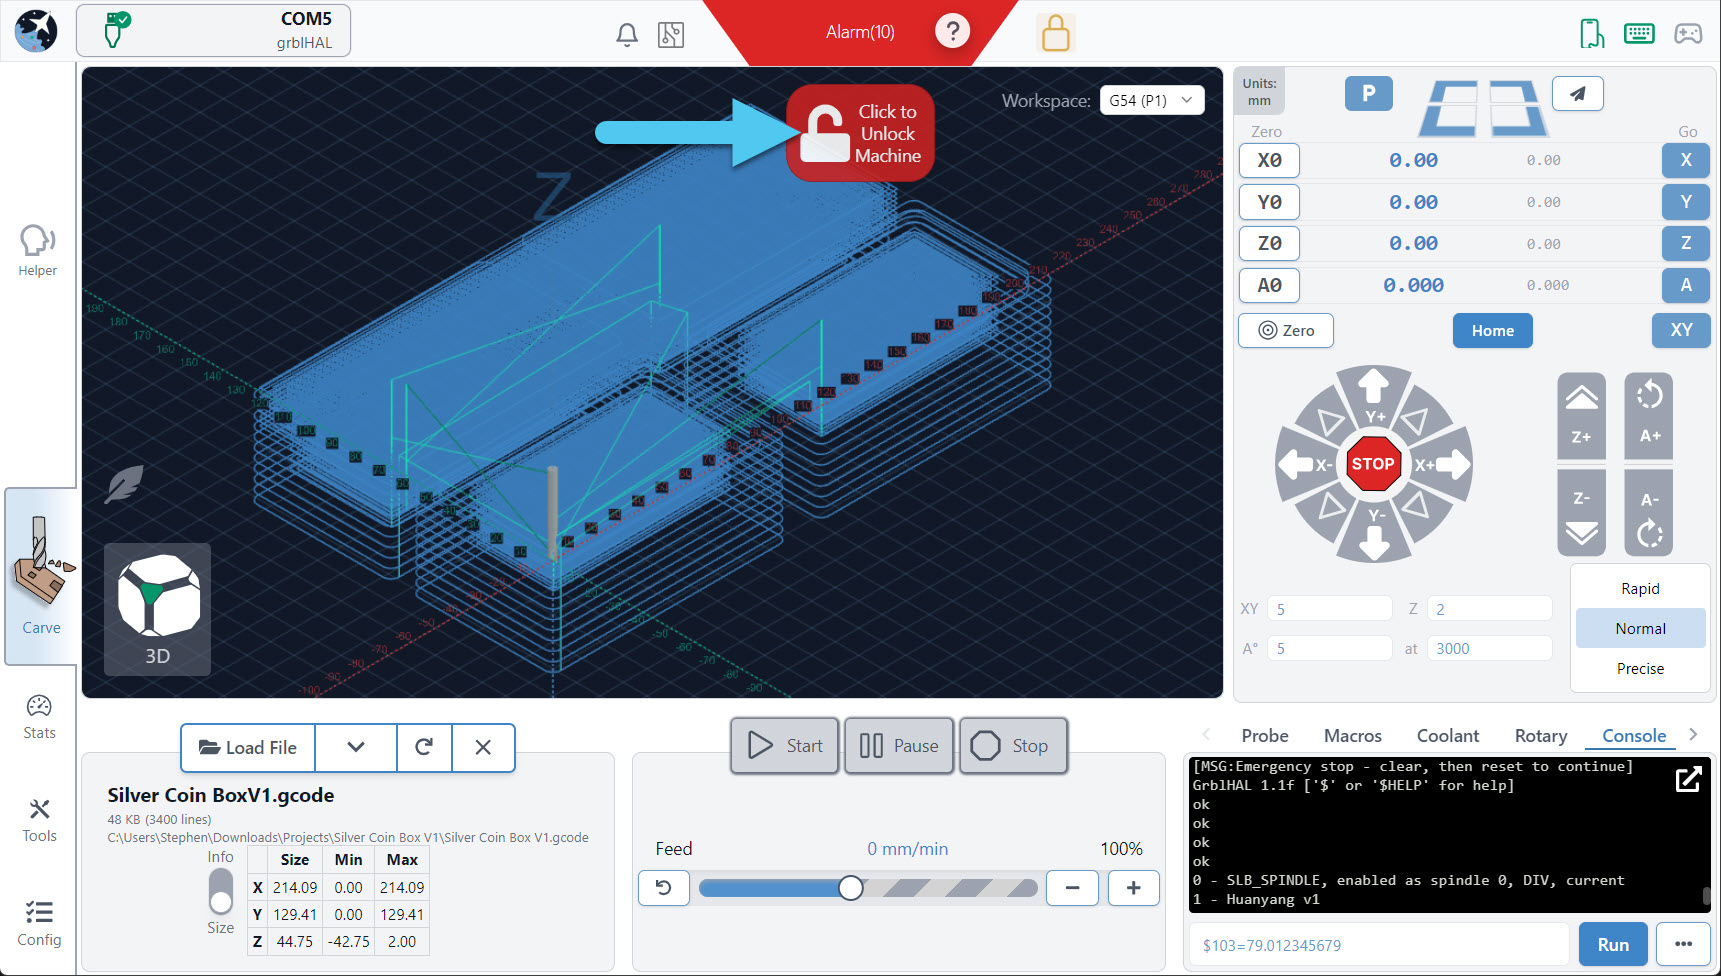 COM5
grblHAL
Alarm(10)
?
Helper
Carve
Stats
Tools
Config
Click to
Unlock
Machine
Workspace: G54 (P1)
Z
3D
Units:
mm
P
Zero
Go
X0 0.00 0.00 X
Y0 0.00 0.00 Y
Z0 0.00 0.00 Z
A0 0.000 0.000 A
Zero Home XY
Y+
X- STOP X+
Y-
Z+
Z-
A+
A-
XY 5 Z 2
A° 5 at 3000
Rapid
Normal
Precise
Load File
Silver Coin BoxV1.gcode
48 KB (3400 lines)
C:\Users\Stephen\Downloads\Projects\Silver Coin Box V1\Silver Coin Box V1.gcode
Info
Size
Size Min Max
X 214.09 0.00 214.09
Y 129.41 0.00 129.41
Z 44.75 -42.75 2.00
Start Pause Stop
Feed 0 mm/min 100%
Probe Macros Coolant Rotary Console
[MSG:Emergency stop - clear, then reset to continue]
GrblHAL 1.1f ['$' or '$HELP' for help]
ok
ok
ok
ok
0 - SLB_SPINDLE, enabled as spindle 0, DIV, current
1 - Huanyang v1
$103=79.012345679
Run